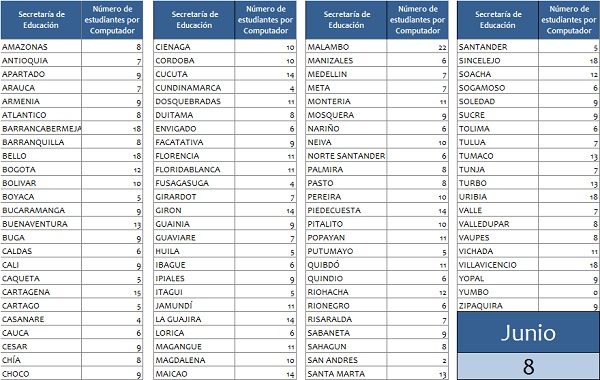 Secretaría de Educación Número de estudiantes por Computador
AMAZONAS 8
ANTIOQUIA 7
APARTADO 9
ARAUCA 7
ARMENIA 9
ATLANTICO 8
BARRANCABERMEJA 18
BARRANQUILLA 8
BELLO 18
BOGOTA 12
BOLIVAR 10
BOYACA 5
BUCARAMANGA 9
BUENAVENTURA 13
BUGA 9
CALDAS 6
CALI 9
CAQUETA 5
CARTAGENA 15
CARTAGO 5
CASANARE 4
CAUCA 6
CESAR 9
CHÍA 8
CHOCO 9
Secretaría de Educación Número de estudiantes por Computador
CIENAGA 10
CORDOBA 10
CUCUTA 14
CUNDINAMARCA 4
DOSQUEBRADAS 11
DUITAMA 8
ENVIGADO 6
FACATATIVA 9
FLORENCIA 11
FLORIDABLANCA 11
FUSAGASUGA 4
GIRARDOT 7
GIRON 14
GUAINIA 9
GUAVIARE 7
HUILA 5
IBAGUE 6
IPIALES 9
ITAGUI 5
JAMUNDÍ 11
LA GUAJIRA 14
LORICA 6
MAGANGUE 11
MAGDALENA 10
MAICAO 14
Secretaría de Educación Número de estudiantes por Computador
MALAMBO 22
MANIZALES 6
MEDELLIN 7
META 7
MONTERIA 11
MOSQUERA 9
NARIÑO 6
NEIVA 10
NORTE SANTANDER 6
PALMIRA 8
PASTO 8
PEREIRA 10
PIEDECUESTA 14
PITALITO 10
POPAYAN 11
PUTUMAYO 5
QUIBDÓ 11
QUINDIO 6
RIOHACHA 12
RIONEGRO 6
RISARALDA 7
SABANETA 9
SAHAGUN 8
SAN ANDRES 2
SANTA MARTA 13
Secretaría de Educación Número de estudiantes por Computador
SANTANDER 5
SINCELEJO 18
SOACHA 12
SOGAMOSO 6
SOLEDAD 9
SUCRE 9
TOLIMA 6
TULUA 7
TUMACO 13
TUNJA 7
TURBO 13
URIBIA 18
VALLE 7
VALLEDUPAR 8
VAUPES 8
VICHADA 11
VILLAVICENCIO 18
YOPAL 9
YUMBO 0
ZIPAQUIRA 9
Junio
8